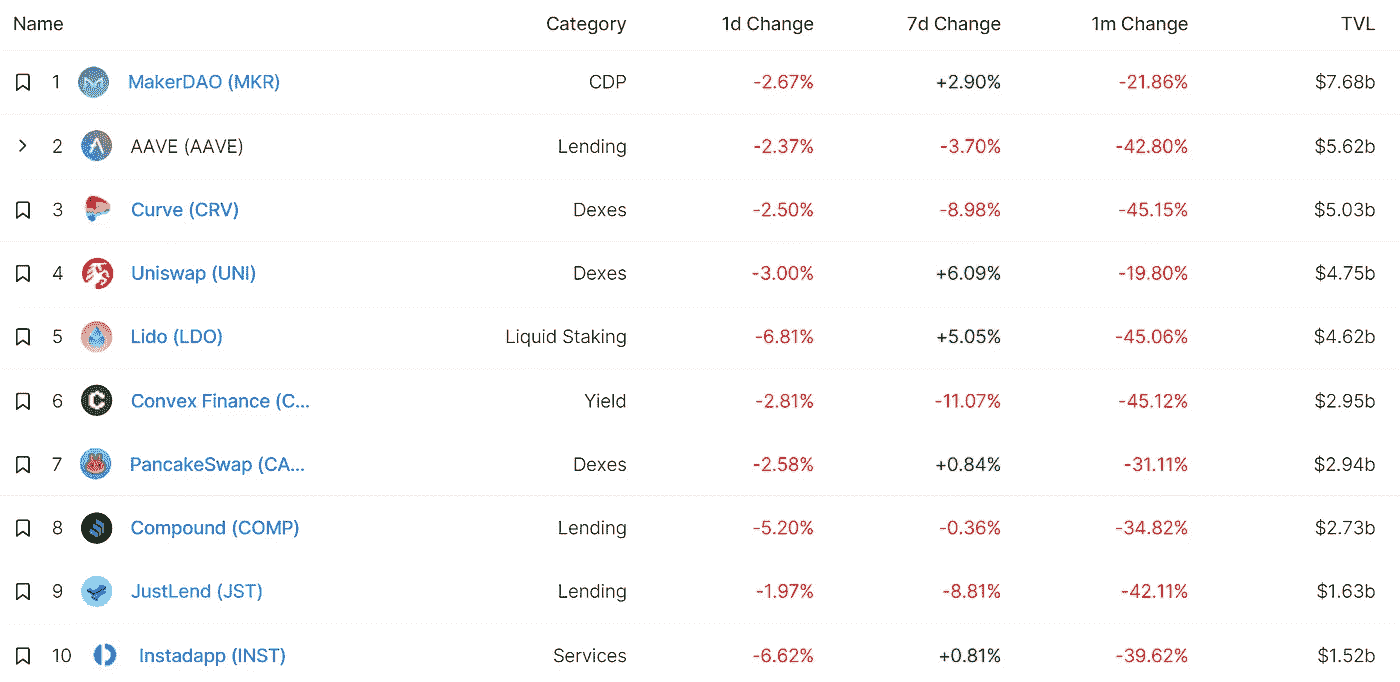 Name Category 1d Change 7d Change 1m Change TVL
1 MakerDAO (MKR) CDP -2.67% +2.90% -21.86% $7.68b
2 AAVE (AAVE) Lending -2.37% -3.70% -42.80% $5.62b
3 Curve (CRV) Dexes -2.50% -8.98% -45.15% $5.03b
4 Uniswap (UNI) Dexes -3.00% +6.09% -19.80% $4.75b
5 Lido (LDO) Liquid Staking -6.81% +5.05% -45.06% $4.62b
6 Convex Finance (C... Yield -2.81% -11.07% -45.12% $2.95b
7 PancakeSwap (CA... Dexes -2.58% +0.84% -31.11% $2.94b
8 Compound (COMP) Lending -5.20% -0.36% -34.82% $2.73b
9 JustLend (JST) Lending -1.97% -8.81% -42.11% $1.63b
10 Instadapp (INST) Services -6.62% +0.81% -39.62% $1.52b